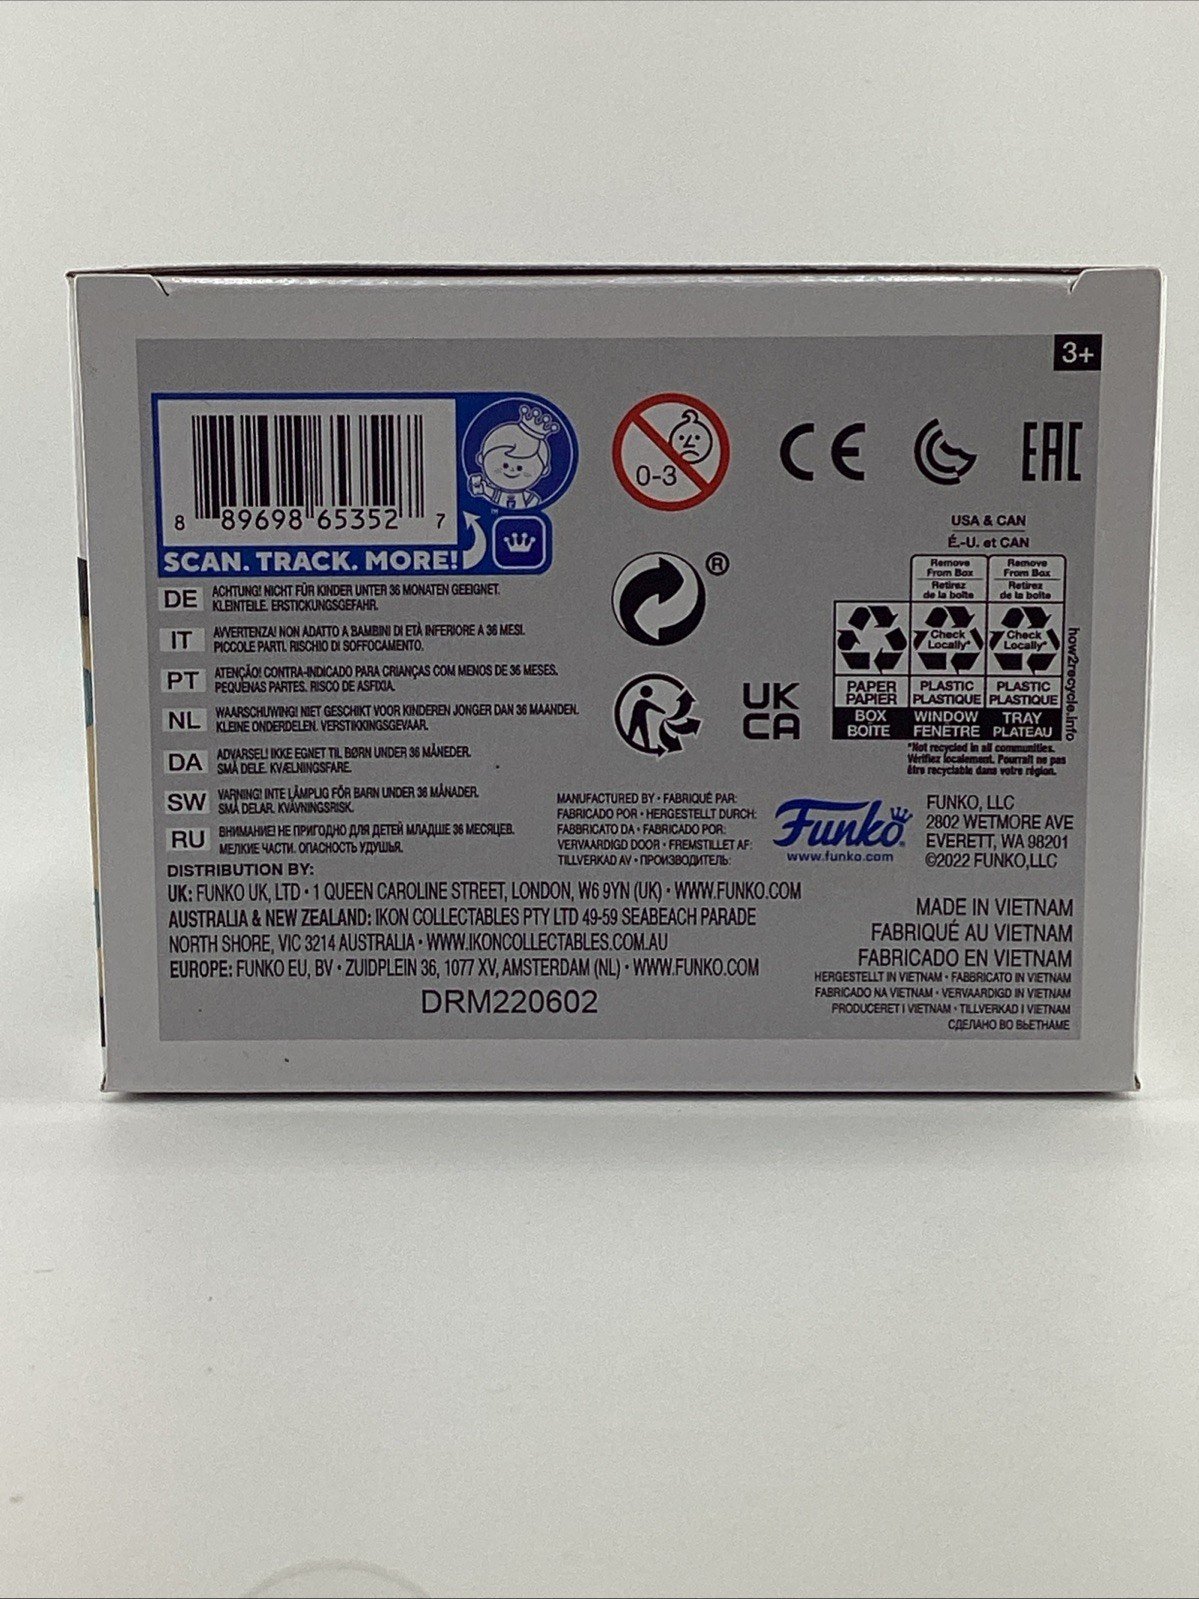 3+
8 89698 65352 7
™
SCAN. TRACK. MORE!
0-3
CE
EAC
®
UK
CA
USA & CAN
É.-U. et CAN
Remove From Box
Retirez de la boîte
Remove From Box
Retirez de la boîte
Check Locally*
Check Locally*
PAPER PAPIER
PLASTIC PLASTIQUE
PLASTIC PLASTIQUE
BOX BOÎTE
WINDOW FENÊTRE
TRAY PLATEAU
how2recycle.info
*Not recycled in all communities.
Vérifiez localement. Pourrait ne pas
être recyclable dans votre région.
DE ACHTUNG! NICHT FÜR KINDER UNTER 36 MONATEN GEEIGNET.
KLEINTEILE. ERSTICKUNGSGEFAHR.
IT AVVERTENZA! NON ADATTO A BAMBINI DI ETÀ INFERIORE A 36 MESI.
PICCOLE PARTI. RISCHIO DI SOFFOCAMENTO.
PT ATENÇÃO! CONTRA-INDICADO PARA CRIANÇAS COM MENOS DE 36 MESES.
PEQUENAS PARTES. RISCO DE ASFIXIA.
NL WAARSCHUWING! NIET GESCHIKT VOOR KINDEREN JONGER DAN 36 MAANDEN.
KLEINE ONDERDELEN. VERSTIKKINGSGEVAAR.
DA ADVARSEL! IKKE EGNET TIL BØRN UNDER 36 MÅNEDER.
SMÅ DELE. KVÆLNINGSFARE.
SW VARNING! INTE LÄMPLIG FÖR BARN UNDER 36 MÅNADER.
SMÅ DELAR. KVÄVNINGSRISK.
RU ВНИМАНИЕ! НЕ ПРИГОДНО ДЛЯ ДЕТЕЙ МЛАДШЕ 36 МЕСЯЦЕВ.
МЕЛКИЕ ЧАСТИ. ОПАСНОСТЬ УДУШЬЯ.
MANUFACTURED BY • FABRIQUÉ PAR:
FABRICADO POR • HERGESTELLT DURCH:
FABBRICATO DA • FABRICADO POR:
VERVAARDIGD DOOR • FREMSTILLET AF:
TILLVERKAD AV • ПРОИЗВОДИТЕЛЬ:
Funko
www.funko.com
FUNKO, LLC
2802 WETMORE AVE
EVERETT, WA 98201
©2022 FUNKO,LLC
DISTRIBUTION BY:
UK: FUNKO UK, LTD • 1 QUEEN CAROLINE STREET, LONDON, W6 9YN (UK) • WWW.FUNKO.COM
AUSTRALIA & NEW ZEALAND: IKON COLLECTABLES PTY LTD 49-59 SEABEACH PARADE
NORTH SHORE, VIC 3214 AUSTRALIA • WWW.IKONCOLLECTABLES.COM.AU
EUROPE: FUNKO EU, BV • ZUIDPLEIN 36, 1077 XV, AMSTERDAM (NL) • WWW.FUNKO.COM
DRM220602
MADE IN VIETNAM
FABRIQUÉ AU VIETNAM
FABRICADO EN VIETNAM
HERGESTELLT IN VIETNAM • FABBRICATO IN VIETNAM
FABRICADO NA VIETNAM • VERVAARDIGD IN VIETNAM
PRODUCERET I VIETNAM • TILLVERKAD I VIETNAM
СДЕЛАНО ВО ВЬЕТНАМЕ